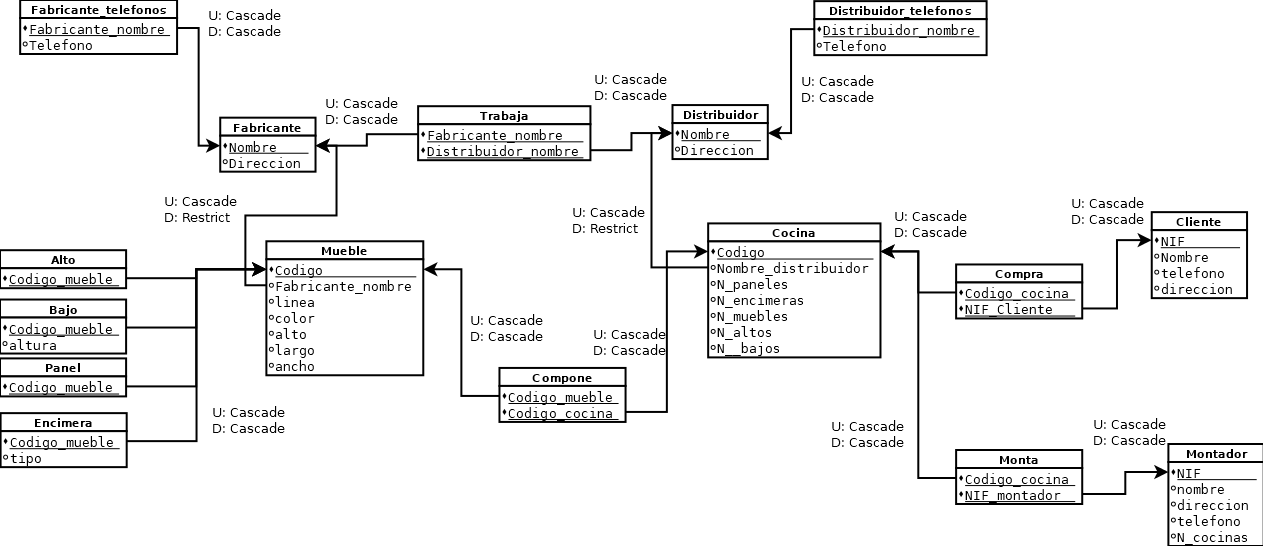 Fabricante_telefonos
Fabricante_nombre
Telefono
U: Cascade
D: Cascade
Distribuidor_telefonos
Distribuidor_nombre
Telefono
U: Cascade
D: Cascade
U: Cascade
D: Cascade
U: Cascade
D: Cascade
Fabricante
Nombre
Direccion
Trabaja
Fabricante_nombre
Distribuidor_nombre
Distribuidor
Nombre
Direccion
U: Cascade
D: Restrict
U: Cascade
D: Restrict
U: Cascade
D: Cascade
U: Cascade
D: Cascade
Cliente
NIF
Nombre
telefono
direccion
Alto
Codigo_mueble
Bajo
Codigo_mueble
altura
Panel
Codigo_mueble
Encimera
Codigo_mueble
tipo
U: Cascade
D: Cascade
Mueble
Codigo
Fabricante_nombre
linea
color
alto
largo
ancho
U: Cascade
D: Cascade
U: Cascade
D: Cascade
Compone
Codigo_mueble
Codigo_cocina
Cocina
Codigo
Nombre_distribuidor
N_paneles
N_encimeras
N_muebles
N_altos
N__bajos
Compra
Codigo_cocina
NIF_Cliente
U: Cascade
D: Cascade
U: Cascade
D: Cascade
Monta
Codigo_cocina
NIF_montador
Montador
NIF
nombre
direccion
telefono
N_cocinas